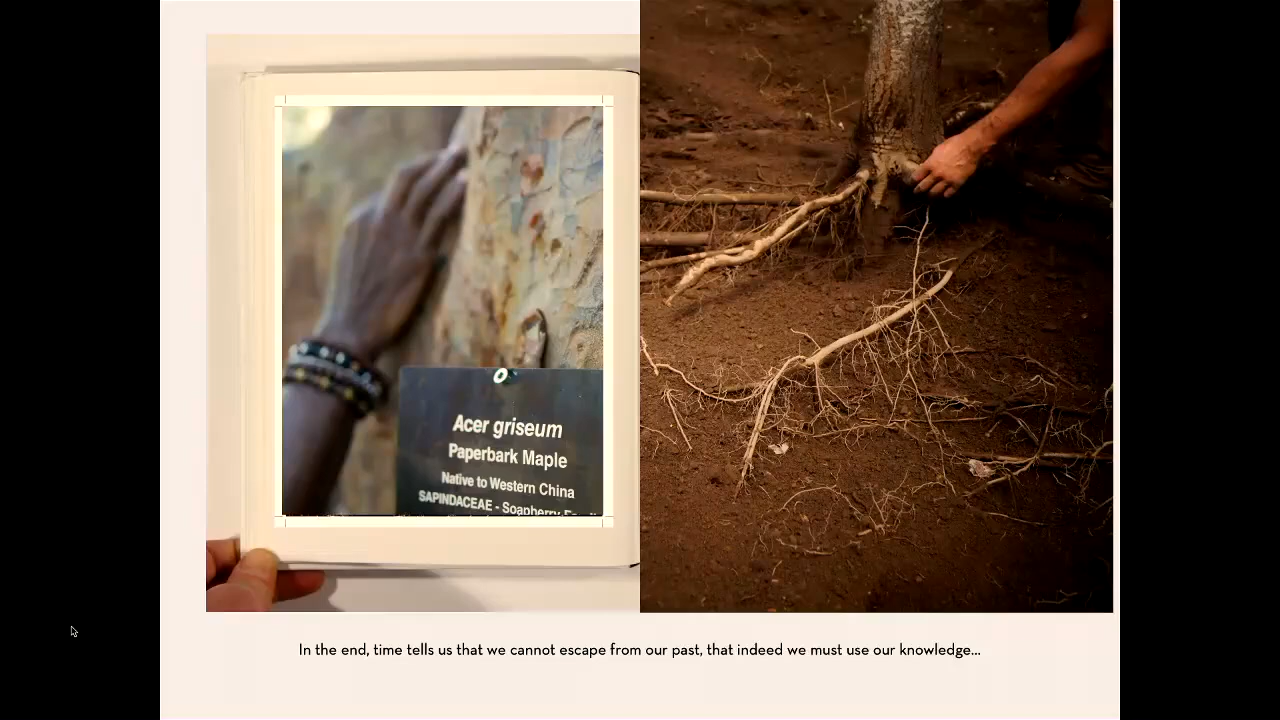 Acer griseum
Paperbark Maple
Native to Western China
SAPINDACEAE - Soapberry
In the end, time tells us that we cannot escape from our past, that indeed we must use our knowledge...